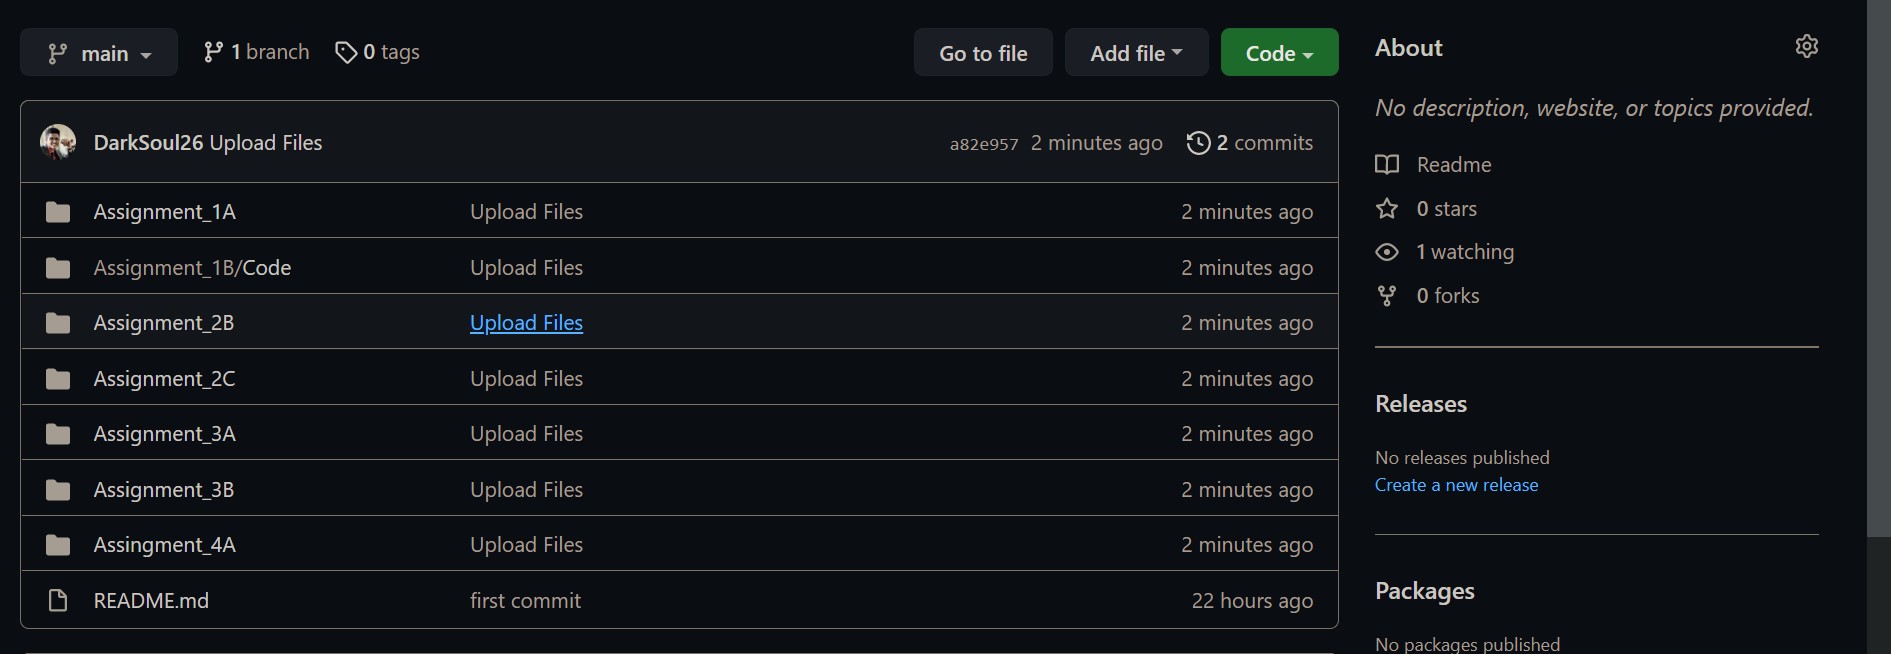 main
1 branch
0 tags
Go to file
Add file
Code
DarkSoul26 Upload Files
a82e957 2 minutes ago
2 commits
Assignment_1A Upload Files 2 minutes ago
Assignment_1B/Code Upload Files 2 minutes ago
Assignment_2B Upload Files 2 minutes ago
Assignment_2C Upload Files 2 minutes ago
Assignment_3A Upload Files 2 minutes ago
Assignment_3B Upload Files 2 minutes ago
Assingment_4A Upload Files 2 minutes ago
README.md first commit 22 hours ago
About
No description, website, or topics provided.
Readme
0 stars
1 watching
0 forks
Releases
No releases published
Create a new release
Packages
No packages published